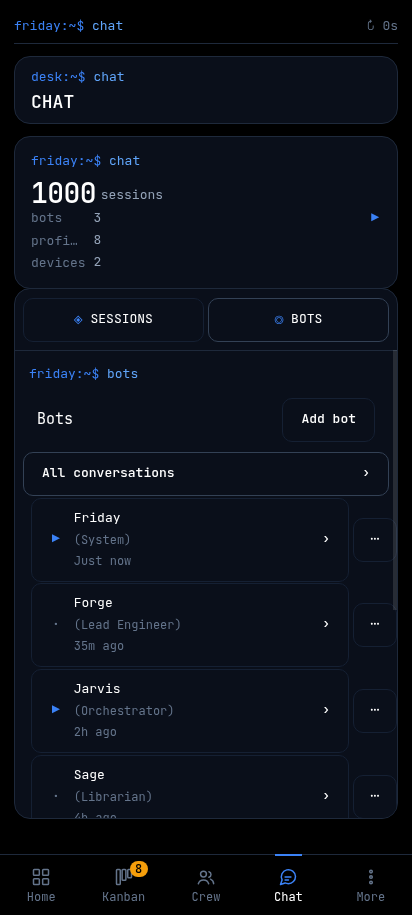 friday:~$ chat
0s
desk:~$ chat
CHAT
friday:~$ chat
1000 sessions
bots 3
profi… 8
devices 2
SESSIONS
BOTS
friday:~$ bots
Bots
Add bot
All conversations
Friday
(System)
Just now
Forge
(Lead Engineer)
35m ago
Jarvis
(Orchestrator)
2h ago
Sage
(Librarian)
4h ago
8
Home
Kanban
Crew
Chat
More